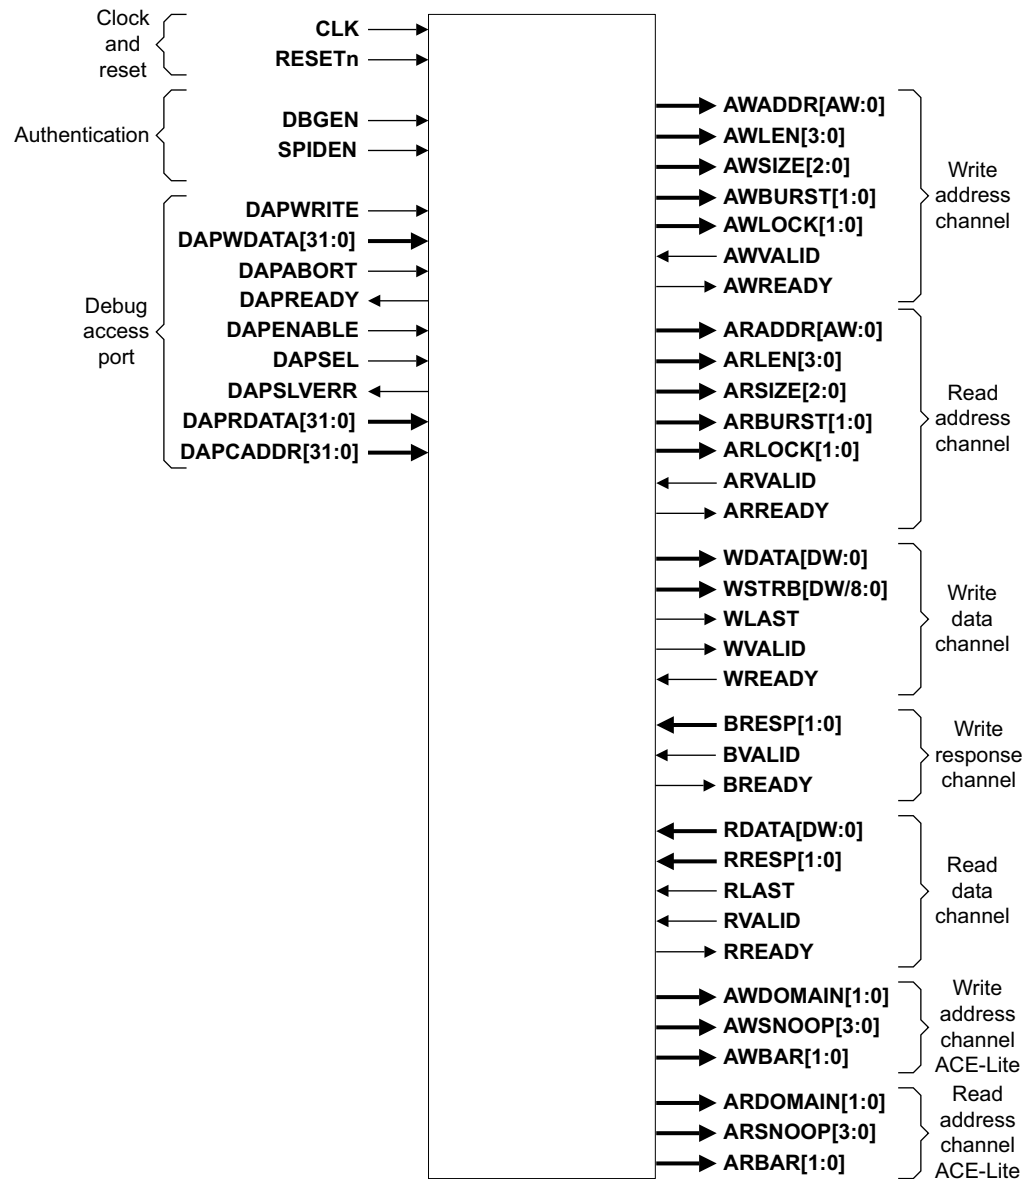 Clock
and
reset
CLK
RESETn
Authentication
DBGEN
SPIDEN
Debug
access
port
DAPWRITE
DAPWDATA[31:0]
DAPABORT
DAPREADY
DAPENABLE
DAPSEL
DAPSLVERR
DAPRDATA[31:0]
DAPCADDR[31:0]
AWADDR[AW:0]
AWLEN[3:0]
AWSIZE[2:0]
AWBURST[1:0]
AWLOCK[1:0]
AWVALID
AWREADY
Write
address
channel
ARADDR[AW:0]
ARLEN[3:0]
ARSIZE[2:0]
ARBURST[1:0]
ARLOCK[1:0]
ARVALID
ARREADY
Read
address
channel
WDATA[DW:0]
WSTRB[DW/8:0]
WLAST
WVALID
WREADY
Write
data
channel
BRESP[1:0]
BVALID
BREADY
Write
response
channel
RDATA[DW:0]
RRESP[1:0]
RLAST
RVALID
RREADY
Read
data
channel
AWDOMAIN[1:0]
AWSNOOP[3:0]
AWBAR[1:0]
Write
address
channel
ACE-Lite
ARDOMAIN[1:0]
ARSNOOP[3:0]
ARBAR[1:0]
Read
address
channel
ACE-Lite